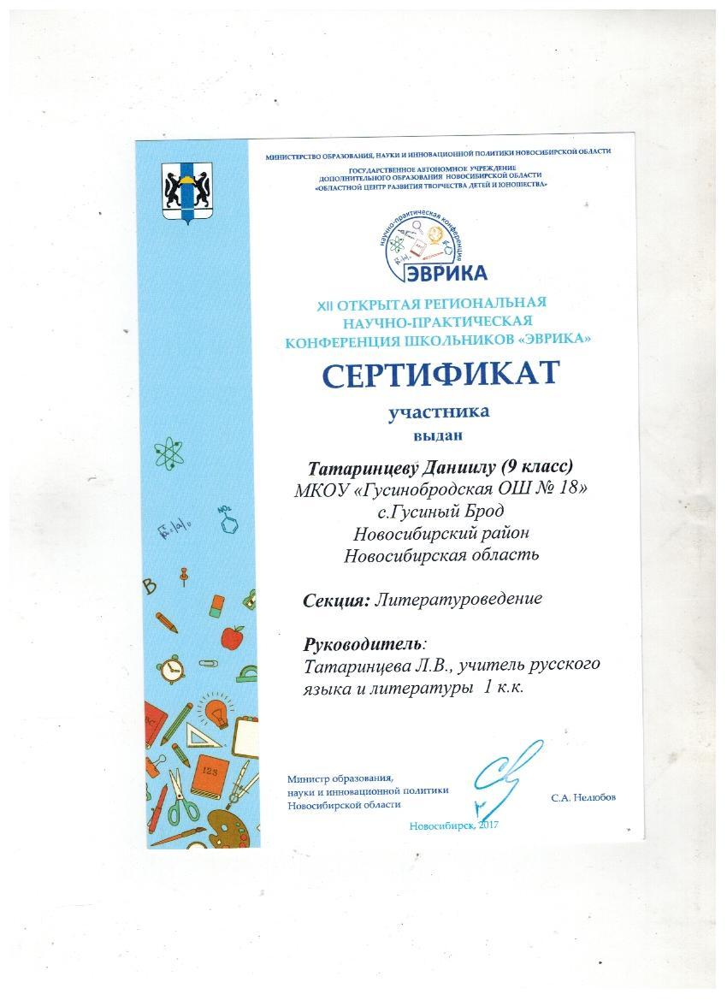 МИНИСТЕРСТВО ОБРАЗОВАНИЯ, НАУКИ И ИННОВАЦИОННОЙ ПОЛИТИКИ НОВОСИБИРСКОЙ ОБЛАСТИ
ГОСУДАРСТВЕННОЕ АВТОНОМНОЕ УЧРЕЖДЕНИЕ
ДОПОЛНИТЕЛЬНОГО ОБРАЗОВАНИЯ НОВОСИБИРСКОЙ ОБЛАСТИ
«ОБЛАСТНОЙ ЦЕНТР РАЗВИТИЯ ТВОРЧЕСТВА ДЕТЕЙ И ЮНОШЕСТВА»
научно-практическая конференция
ЭВРИКА
XII ОТКРЫТАЯ РЕГИОНАЛЬНАЯ
НАУЧНО-ПРАКТИЧЕСКАЯ
КОНФЕРЕНЦИЯ ШКОЛЬНИКОВ «ЭВРИКА»
СЕРТИФИКАТ
участника
выдан
Татаринцеву Даниилу (9 класс)
МКОУ «Гусинобродская ОШ № 18»
с.Гусиный Брод
Новосибирский район
Новосибирская область
Секция: Литературоведение
Руководитель:
Татаринцева Л.В., учитель русского
языка и литературы 1 к.к.
Министр образования,
науки и инновационной политики
Новосибирской области
С.А. Нелюбов
Новосибирск, 2017
NO₂
B
123